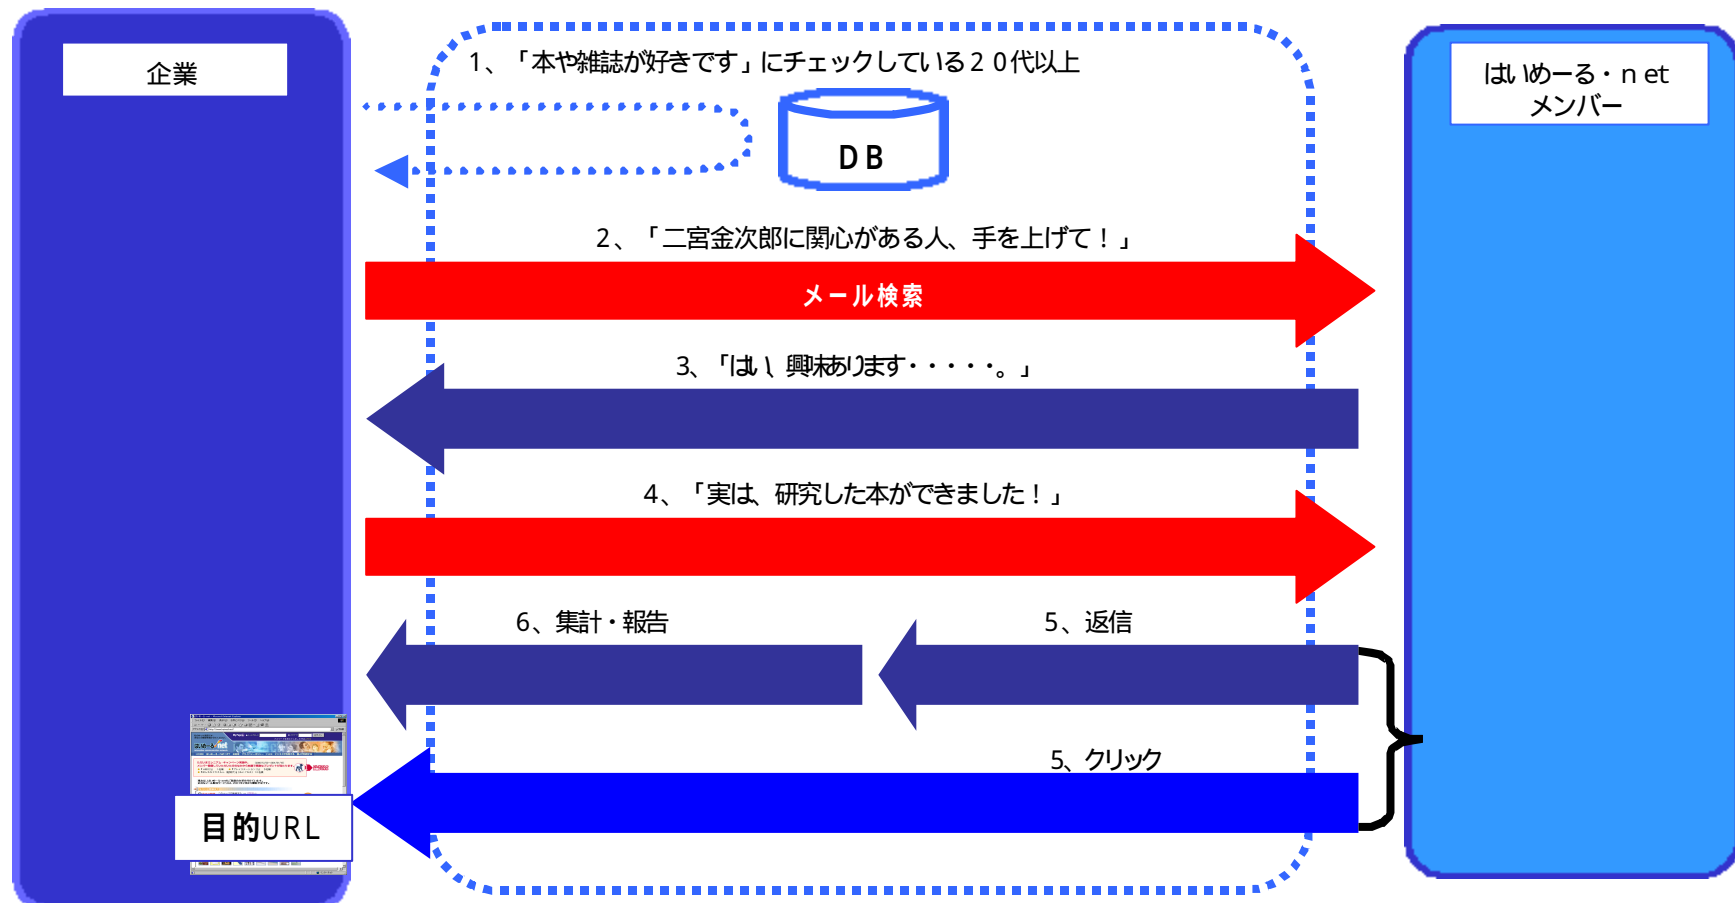 企業
1、「本や雑誌が好きです」にチェックしている２０代以上
はいめーる・ｎｅｔ
メンバー
ＤＢ
2、「二宮金次郎に関心がある人、手を上げて！」
メール検索
3、「はい、興味あります・・・・・。」
4、「実は、研究した本ができました！」
6、集計・報告
5、返信
5、クリック
目的URL